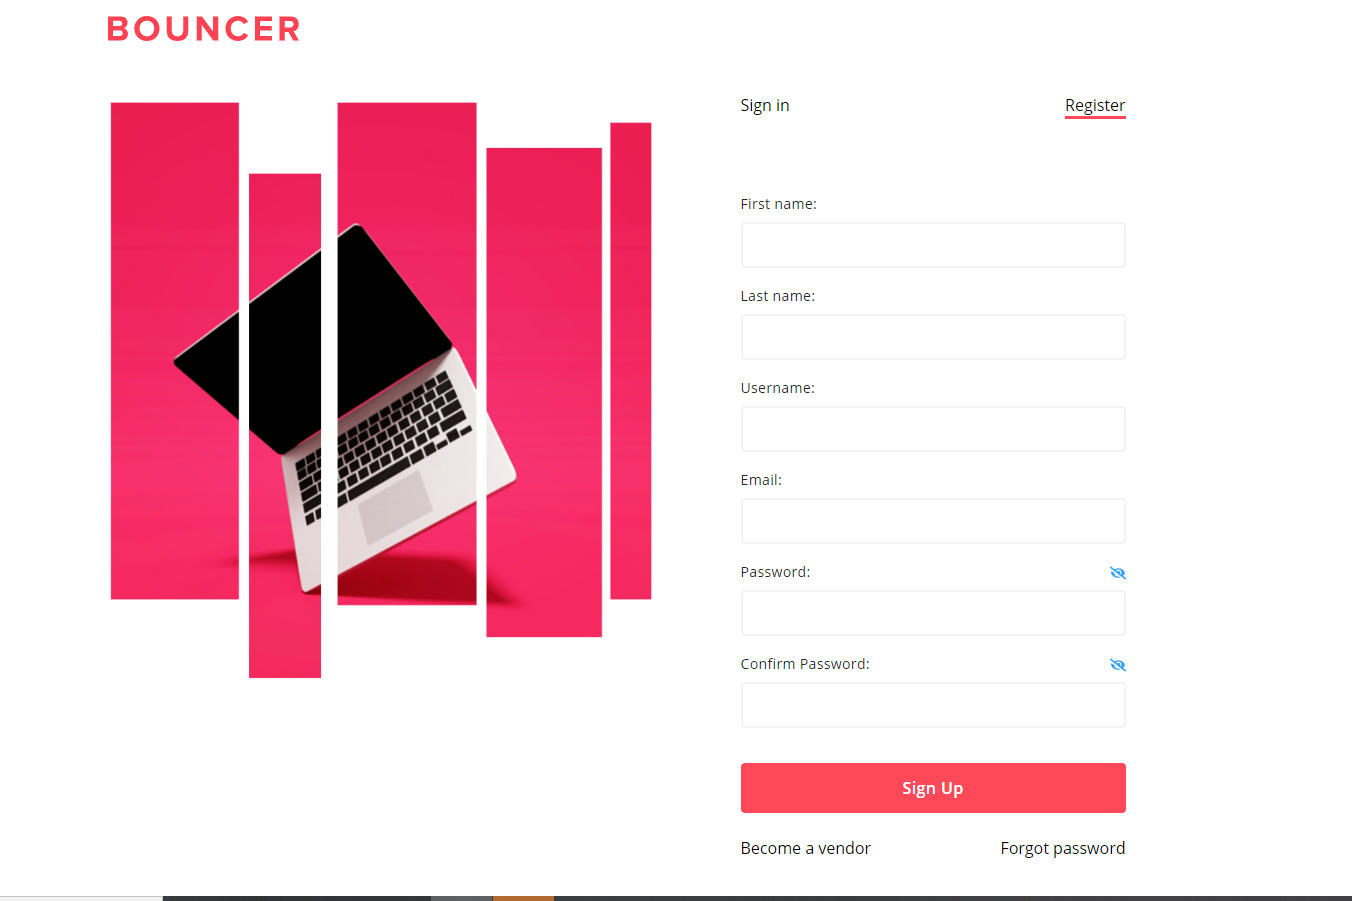 BOUNCER
Sign in
Register
First name:
Last name:
Username:
Email:
Password:
Confirm Password:
Sign Up
Become a vendor
Forgot password